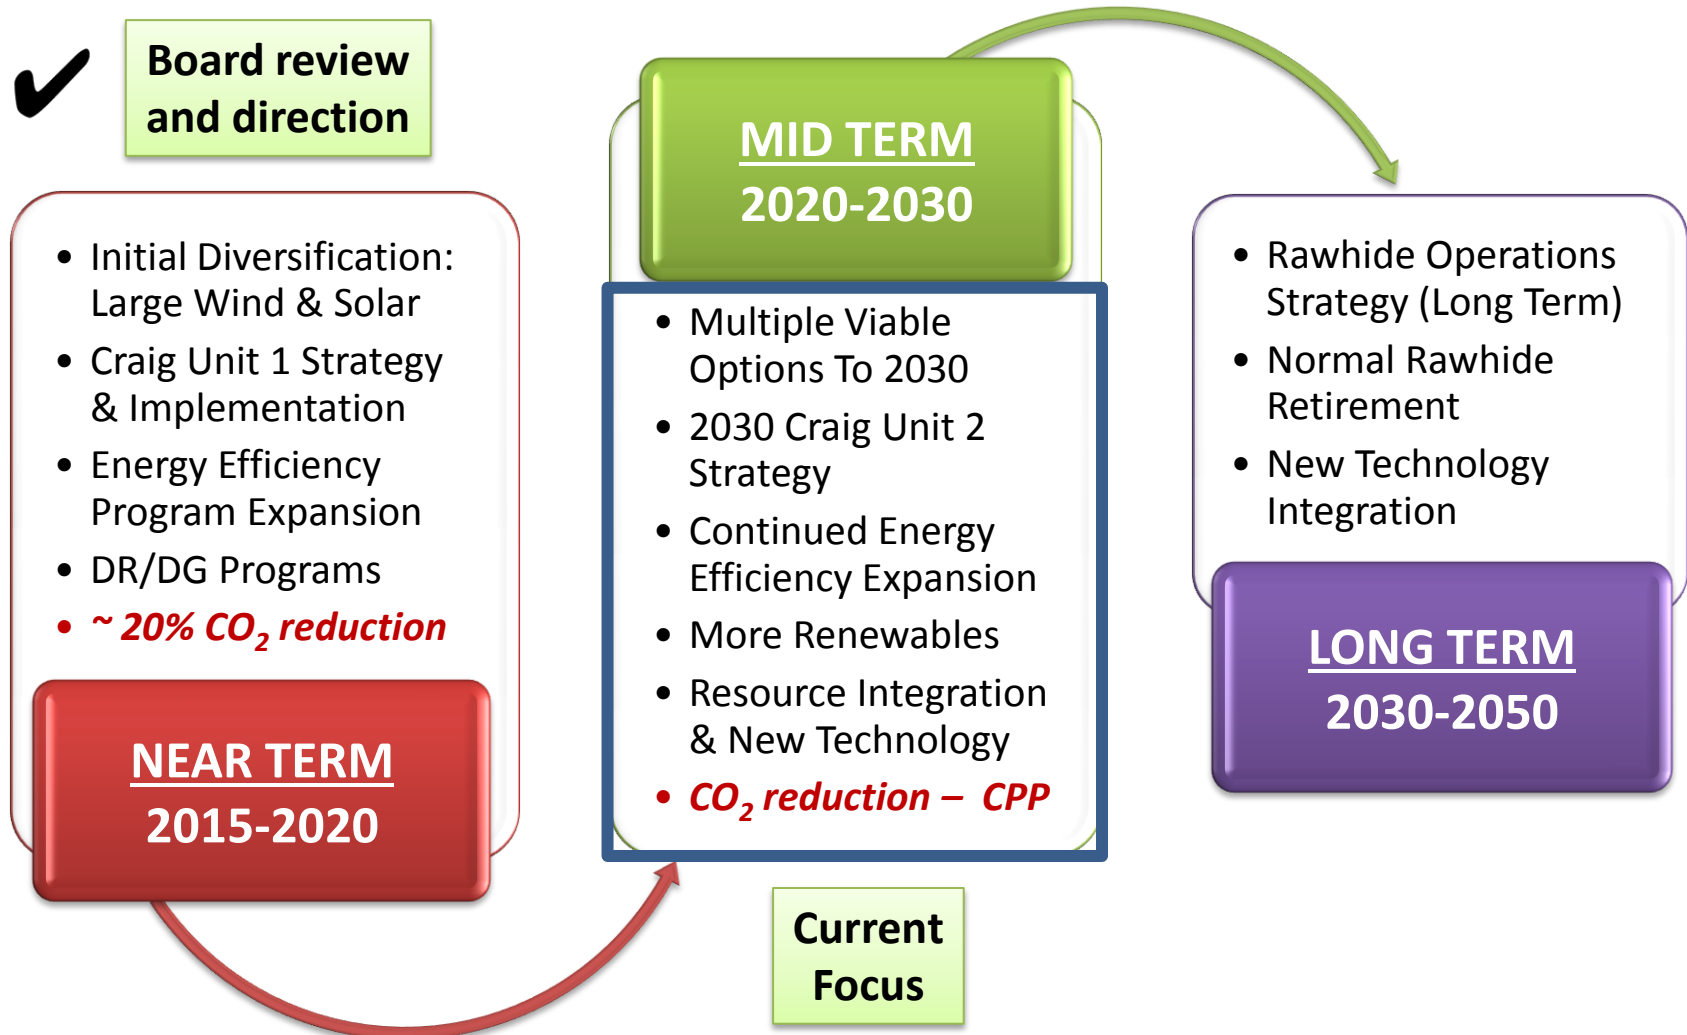 ✔
Board review
and direction
• Initial Diversification:
Large Wind & Solar
• Craig Unit 1 Strategy
& Implementation
• Energy Efficiency
Program Expansion
• DR/DG Programs
• ~ 20% CO₂ reduction
NEAR TERM
2015-2020
MID TERM
2020-2030
• Multiple Viable
Options To 2030
• 2030 Craig Unit 2
Strategy
• Continued Energy
Efficiency Expansion
• More Renewables
• Resource Integration
& New Technology
• CO₂ reduction – CPP
Current
Focus
• Rawhide Operations
Strategy (Long Term)
• Normal Rawhide
Retirement
• New Technology
Integration
LONG TERM
2030-2050